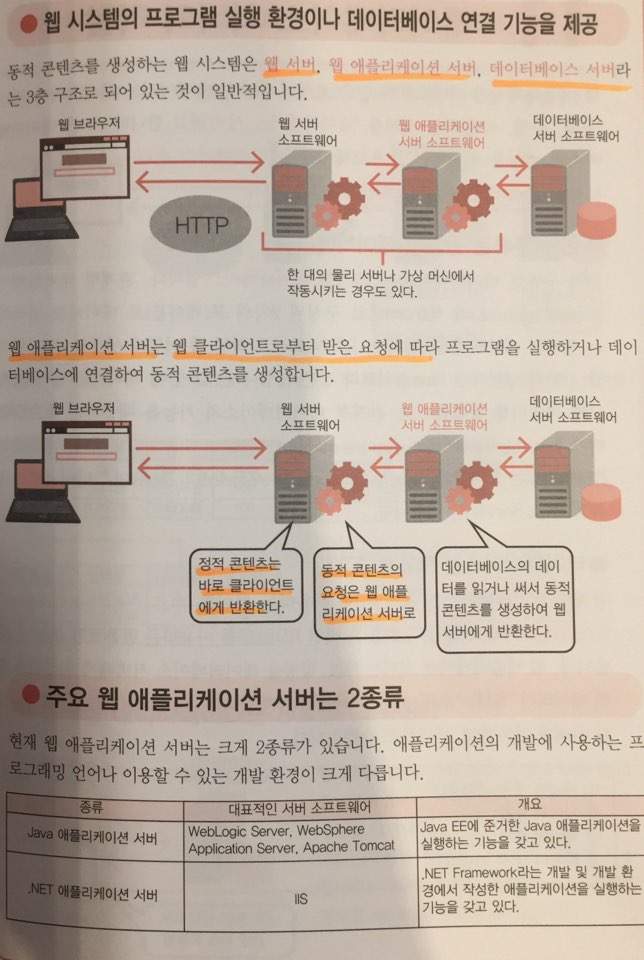 ● 웹 시스템의 프로그램 실행 환경이나 데이터베이스 연결 기능을 제공
동적 콘텐츠를 생성하는 웹 시스템은 웹 서버, 웹 애플리케이션 서버, 데이터베이스 서버라
는 3층 구조로 되어 있는 것이 일반적입니다.
웹 브라우저
웹 서버
소프트웨어
웹 애플리케이션
서버 소프트웨어
데이터베이스
서버 소프트웨어
HTTP
한 대의 물리 서버나 가상 머신에서
작동시키는 경우도 있다.
웹 애플리케이션 서버는 웹 클라이언트로부터 받은 요청에 따라 프로그램을 실행하거나 데이
터베이스에 연결하여 동적 콘텐츠를 생성합니다.
웹 브라우저
웹 서버
소프트웨어
웹 애플리케이션
서버 소프트웨어
데이터베이스
서버 소프트웨어
정적 콘텐츠는
바로 클라이언트
에게 반환한다.
동적 콘텐츠의
요청은 웹 애플
리케이션 서버로
데이터베이스의 데이
터를 읽거나 써서 동적
콘텐츠를 생성하여 웹
서버에게 반환한다.
● 주요 웹 애플리케이션 서버는 2종류
현재 웹 애플리케이션 서버는 크게 2종류가 있습니다. 애플리케이션의 개발에 사용하는 프
로그래밍 언어나 이용할 수 있는 개발 환경이 크게 다릅니다.
종류 대표적인 서버 소프트웨어 개요
Java 애플리케이션 서버
WebLogic Server, WebSphere
Application Server, Apache Tomcat
Java EE에 준거한 Java 애플리케이션을
실행하는 기능을 갖고 있다.
.NET 애플리케이션 서버
IIS
.NET Framework라는 개발 및 개발 환
경에서 작성한 애플리케이션을 실행하는
기능을 갖고 있다.